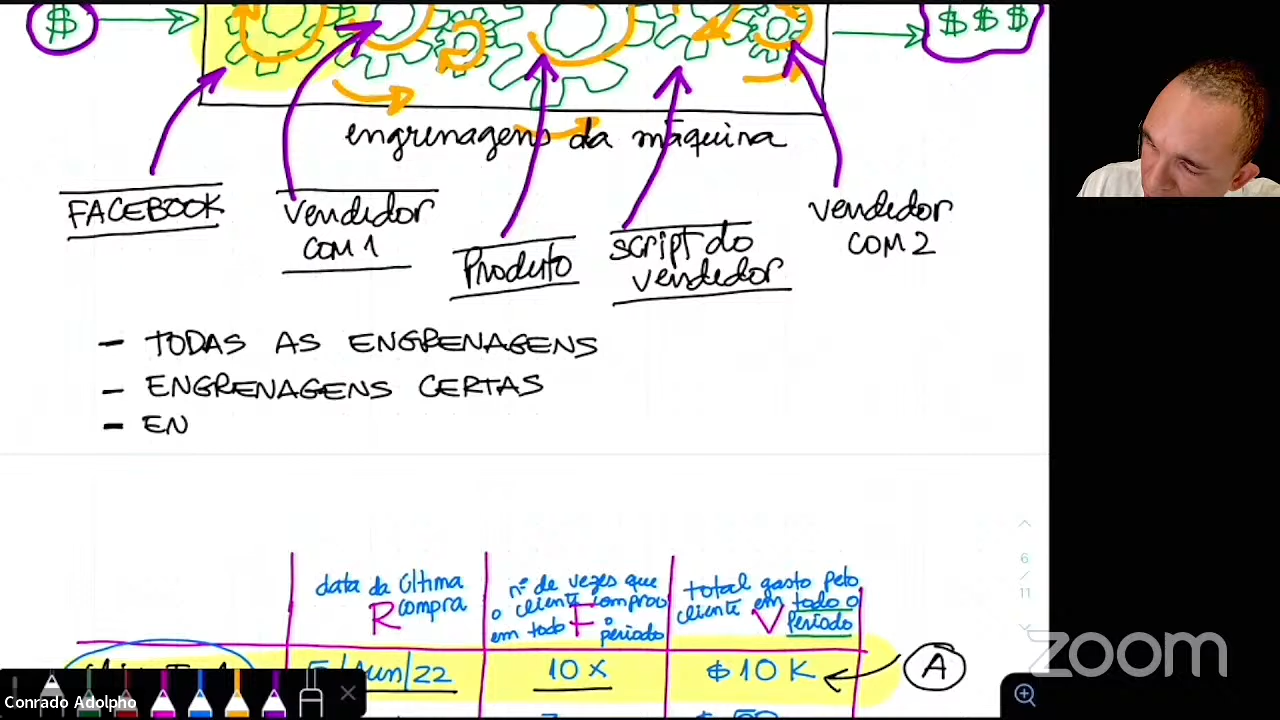 $
$ $ $
engrenagens da máquina
FACEBOOK
vendedor
COM 1
Produto
script do
vendedor
vendedor
COM 2
- TODAS AS ENGRENAGENS
- ENGRENAGENS CERTAS
- EN
6
11
data da última
compra
R
nº de vezes que
o cliente comprou
em todo o
período
F
total gasto pelo
cliente em todo o
Período
V
/22
10 X
$ 10 K
A
zoom
Conrado Adolpho